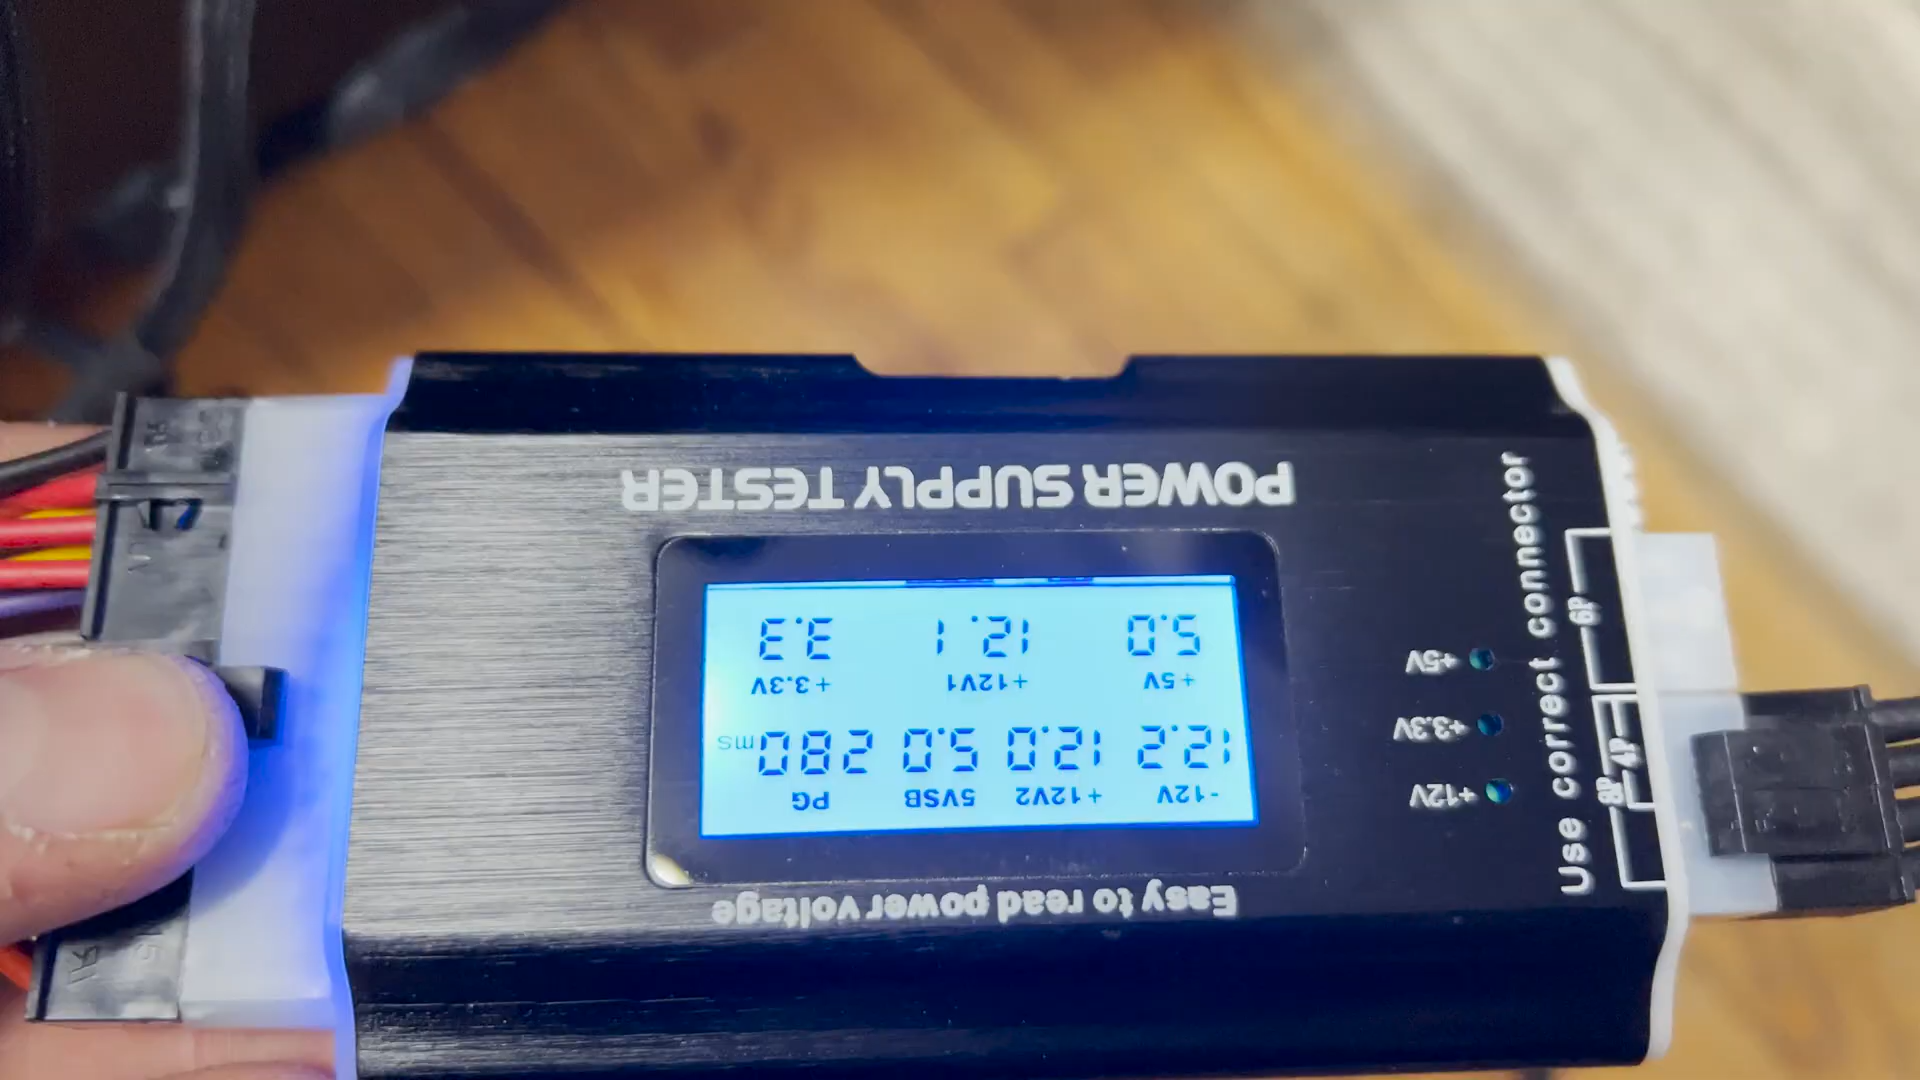 Easy to read power voltage
-12V +12V2 5VSB PG
12.2 12.0 5.0 280ms
+5V +12V1 +3.3V
5.0 12.1 3.3
POWER SUPPLY TESTER
+12V
+3.3V
+5V
Use correct connector
8P 4P 6P